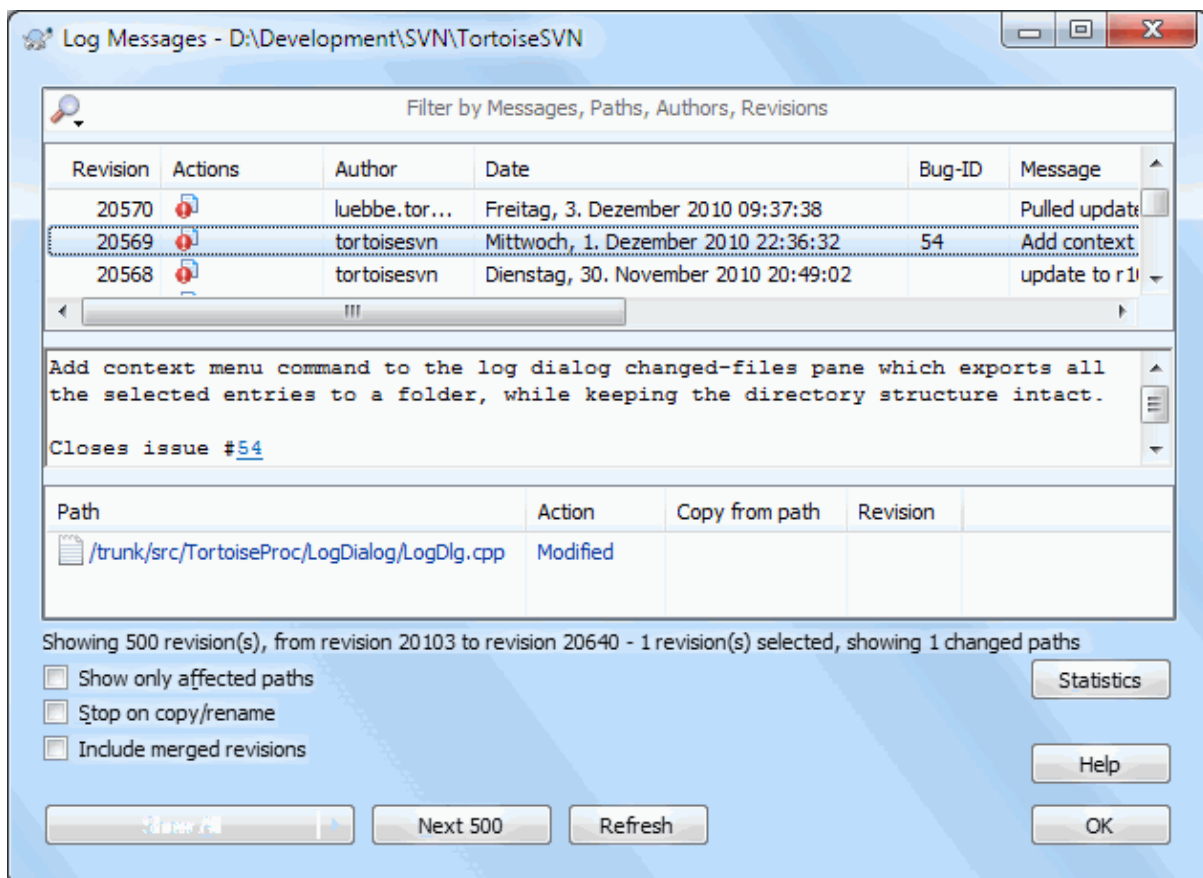 Log Messages - D:\Development\SVN\TortoiseSVN
Filter by Messages, Paths, Authors, Revisions
Revision Actions Author Date Bug-ID Message
20570 luebbe.tor... Freitag, 3. Dezember 2010 09:37:38 Pulled update
20569 tortoisesvn Mittwoch, 1. Dezember 2010 22:36:32 54 Add context
20568 tortoisesvn Dienstag, 30. November 2010 20:49:02 update to
Add context menu command to the log dialog changed-files pane which exports all
the selected entries to a folder, while keeping the directory structure intact.
Closes issue #54
Path Action Copy from path Revision
/trunk/src/TortoiseProc/LogDialog/LogDlg.cpp Modified
Showing 500 revision(s), from revision 20103 to revision 20640 - 1 revision(s) selected, showing 1 changed paths
Show only affected paths
Statistics
Stop on copy/rename
Include merged revisions
Help
Show All Next 500 Refresh OK